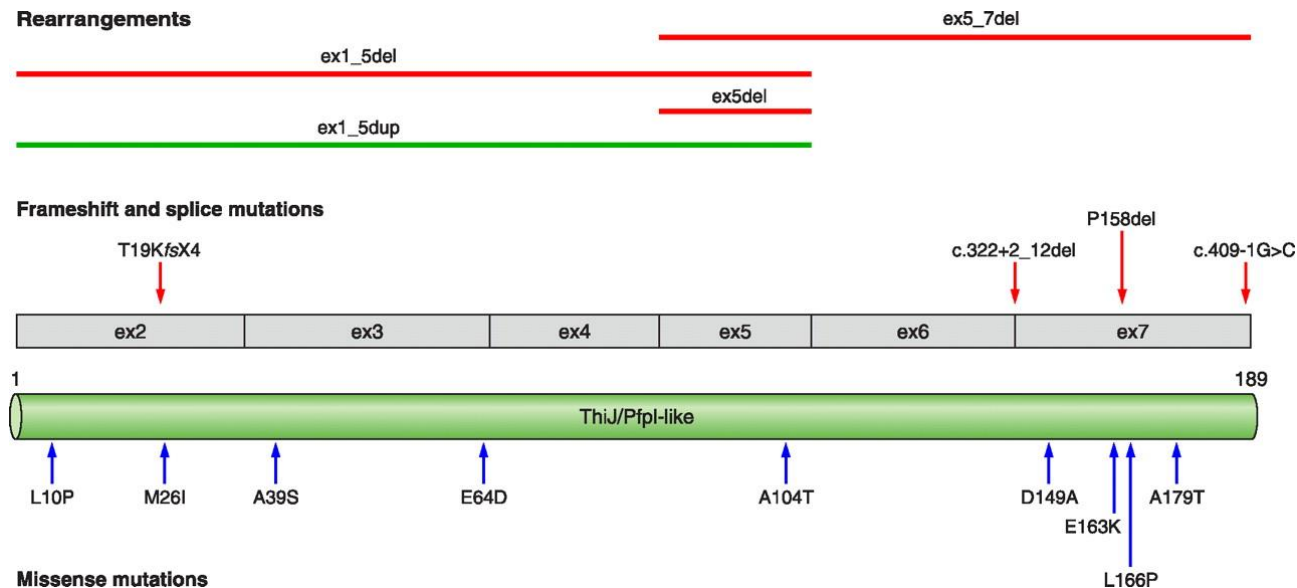 Rearrangements
ex5_7del
ex1_5del
ex5del
ex1_5dup
Frameshift and splice mutations
P158del
T19KfsX4
c.322+2_12del
c.409-1G>C
ex2 ex3 ex4 ex5 ex6 ex7
1 189
ThiJ/PfpI-like
L10P M26I A39S E64D A104T D149A A179T
E163K
L166P
Missense mutations